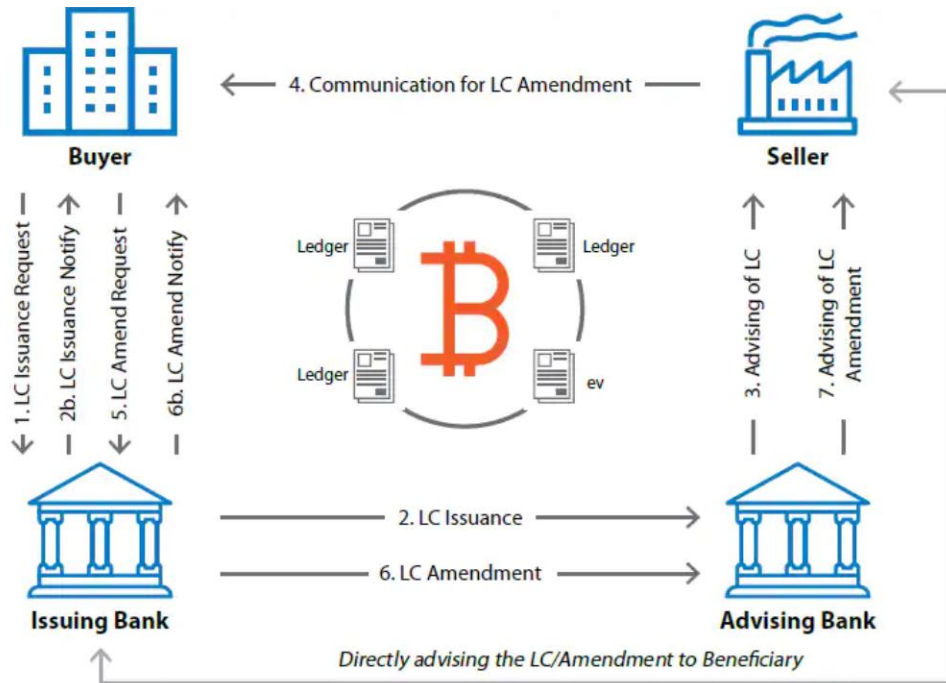 4. Communication for LC Amendment
Buyer
Seller
1. LC Issuance Request
2b. LC Issuance Notify
5. LC Amend Request
6b. LC Amend Notify
Ledger
Ledger
Ledger
ev
3. Advising of LC
7. Advising of LC
Amendment
2. LC Issuance
6. LC Amendment
Issuing Bank
Advising Bank
Directly advising the LC/Amendment to Beneficiary